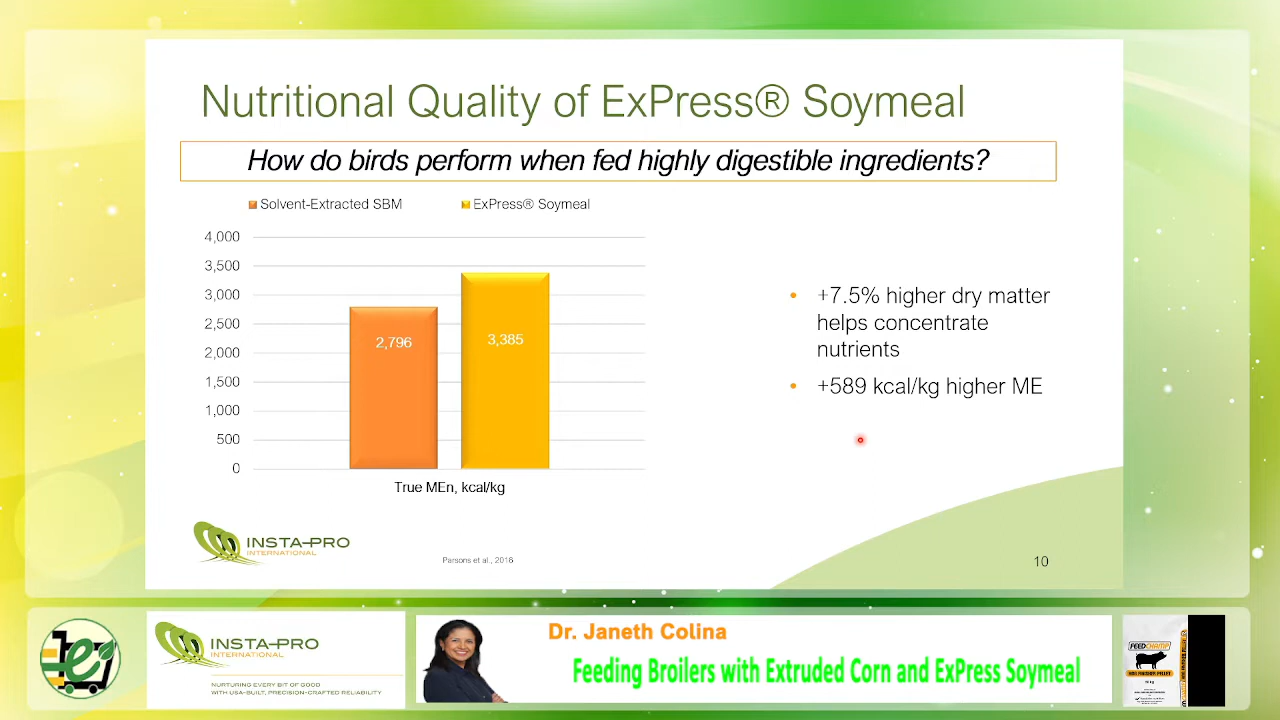 Nutritional Quality of ExPress® Soymeal
How do birds perform when fed highly digestible ingredients?
Solvent-Extracted SBM
ExPress® Soymeal
4,000
3,500
3,000
2,500
2,000
1,500
1,000
500
0
2,796
3,385
True MEn, kcal/kg
• +7.5% higher dry matter
helps concentrate
nutrients
• +589 kcal/kg higher ME
INSTA-PRO
INTERNATIONAL
Parsons et al., 2016
10
e
INSTA-PRO
INTERNATIONAL
NURTURING EVERY BIT OF GOOD
WITH USA-BUILT, PRECISION-CRAFTED RELIABILITY
Dr. Janeth Colina
Feeding Broilers with Extruded Corn and ExPress Soymeal
FEEDCHAMP